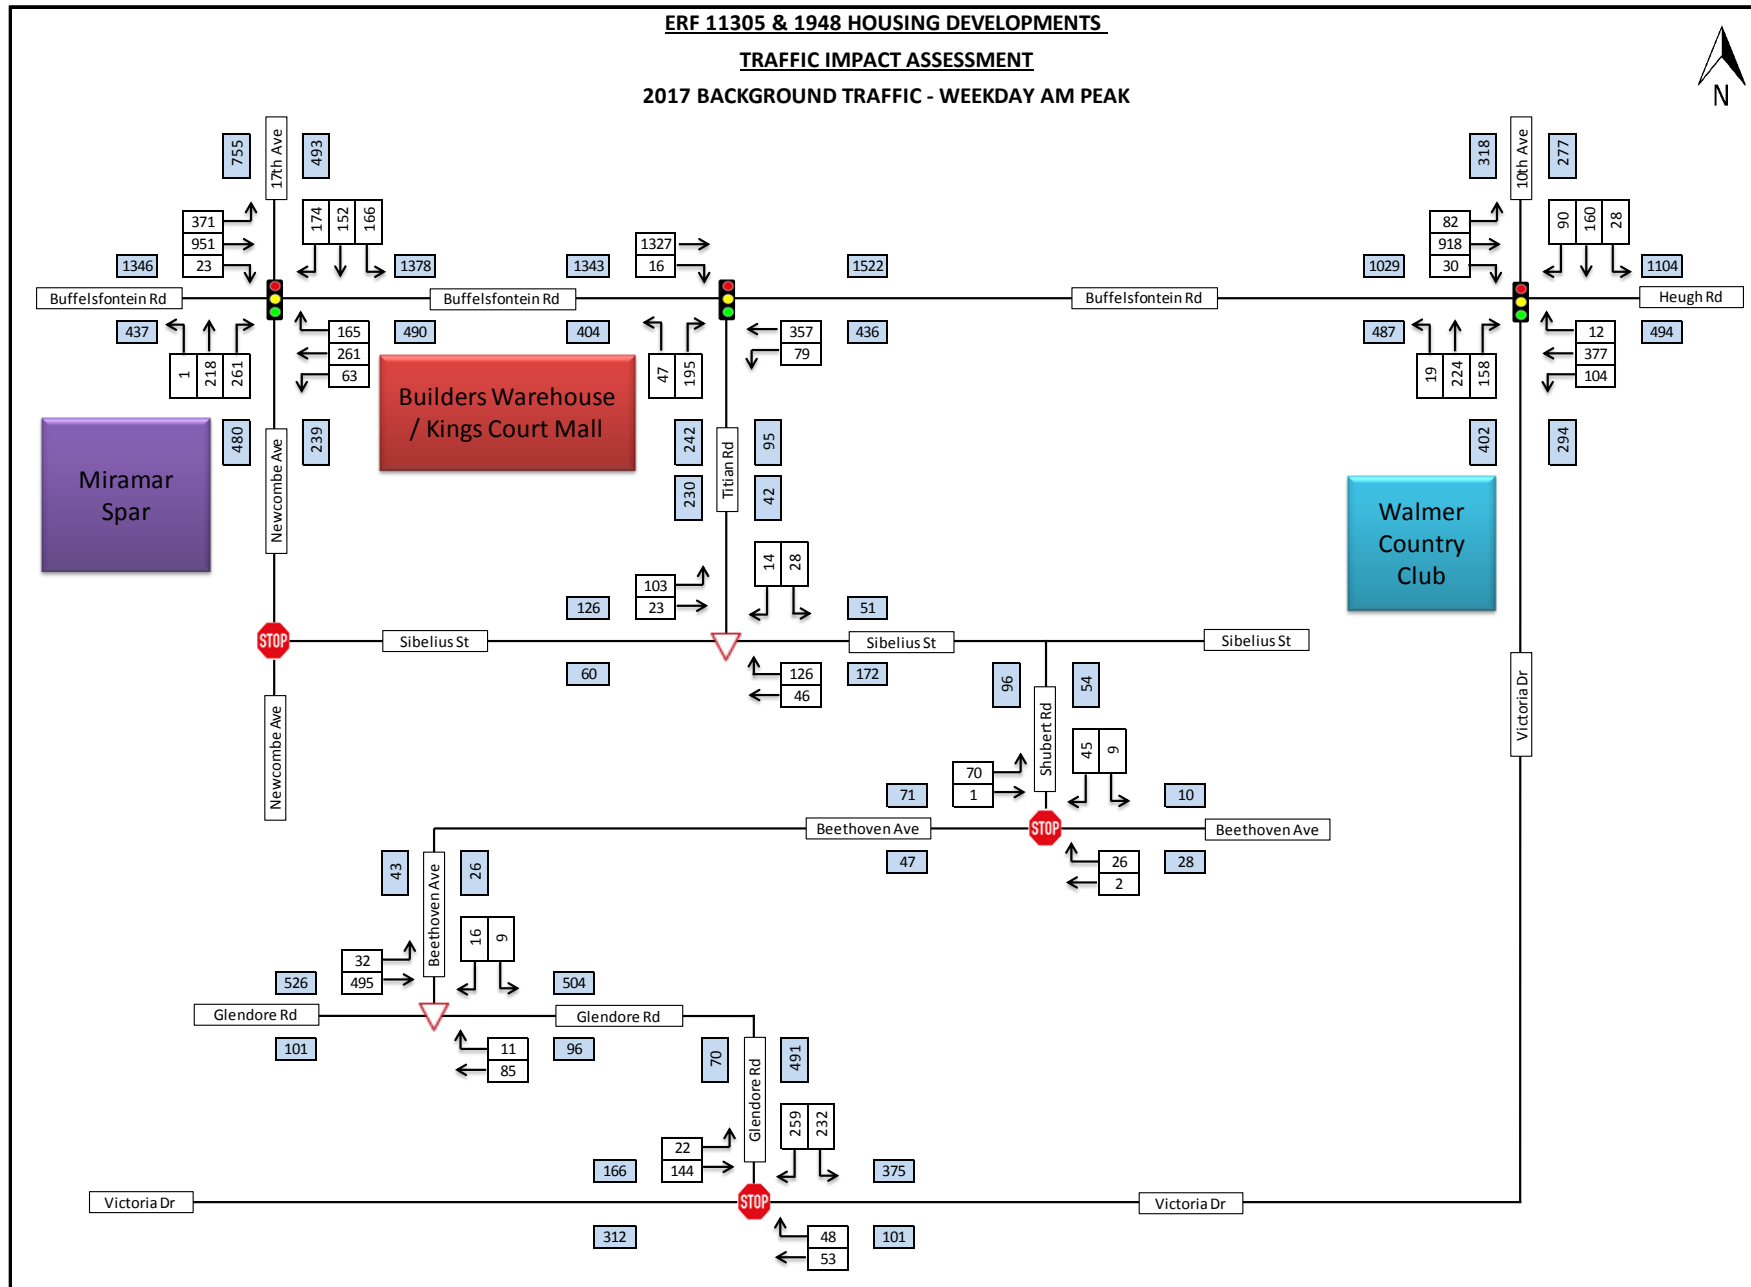 ERF 11305 & 1948 HOUSING DEVELOPMENTS
TRAFFIC IMPACT ASSESSMENT
2017 BACKGROUND TRAFFIC - WEEKDAY AM PEAK
N
755
17th Ave
493
318
10th Ave
277
371
951
23
174
152
166
1327
16
82
918
30
90
160
28
1346
1378
1343
1522
1029
1104
Buffelsfontein Rd
Buffelsfontein Rd
Buffelsfontein Rd
Heugh Rd
437
490
404
436
487
494
1
218
261
165
261
63
47
195
357
79
19
224
158
12
377
104
Builders Warehouse
/ Kings Court Mall
Miramar
Spar
480
Newcombe Ave
239
242
95
Titian Rd
230
42
402
294
Walmer
Country
Club
103
23
14
28
126
51
STOP
Sibelius St
Sibelius St
Sibelius St
60
126
46
172
96
54
Newcombe Ave
Shubert Rd
Victoria Dr
70
1
45
9
71
10
Beethoven Ave
STOP
Beethoven Ave
47
26
2
28
43
Beethoven Ave
26
32
495
16
9
526
504
Glendore Rd
Glendore Rd
101
11
85
96
70
Glendore Rd
491
22
144
259
232
166
375
Victoria Dr
STOP
Victoria Dr
312
48
53
101